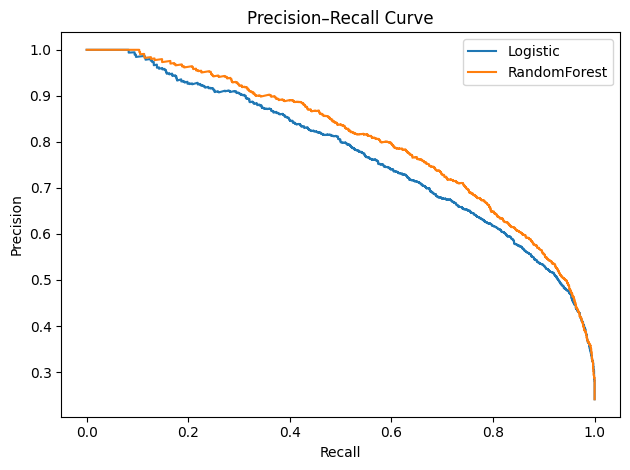 Precision–Recall Curve
Logistic
RandomForest
1.0
0.9
0.8
0.7
0.6
0.5
0.4
0.3
Precision
0.0
0.2
0.4
0.6
0.8
1.0
Recall